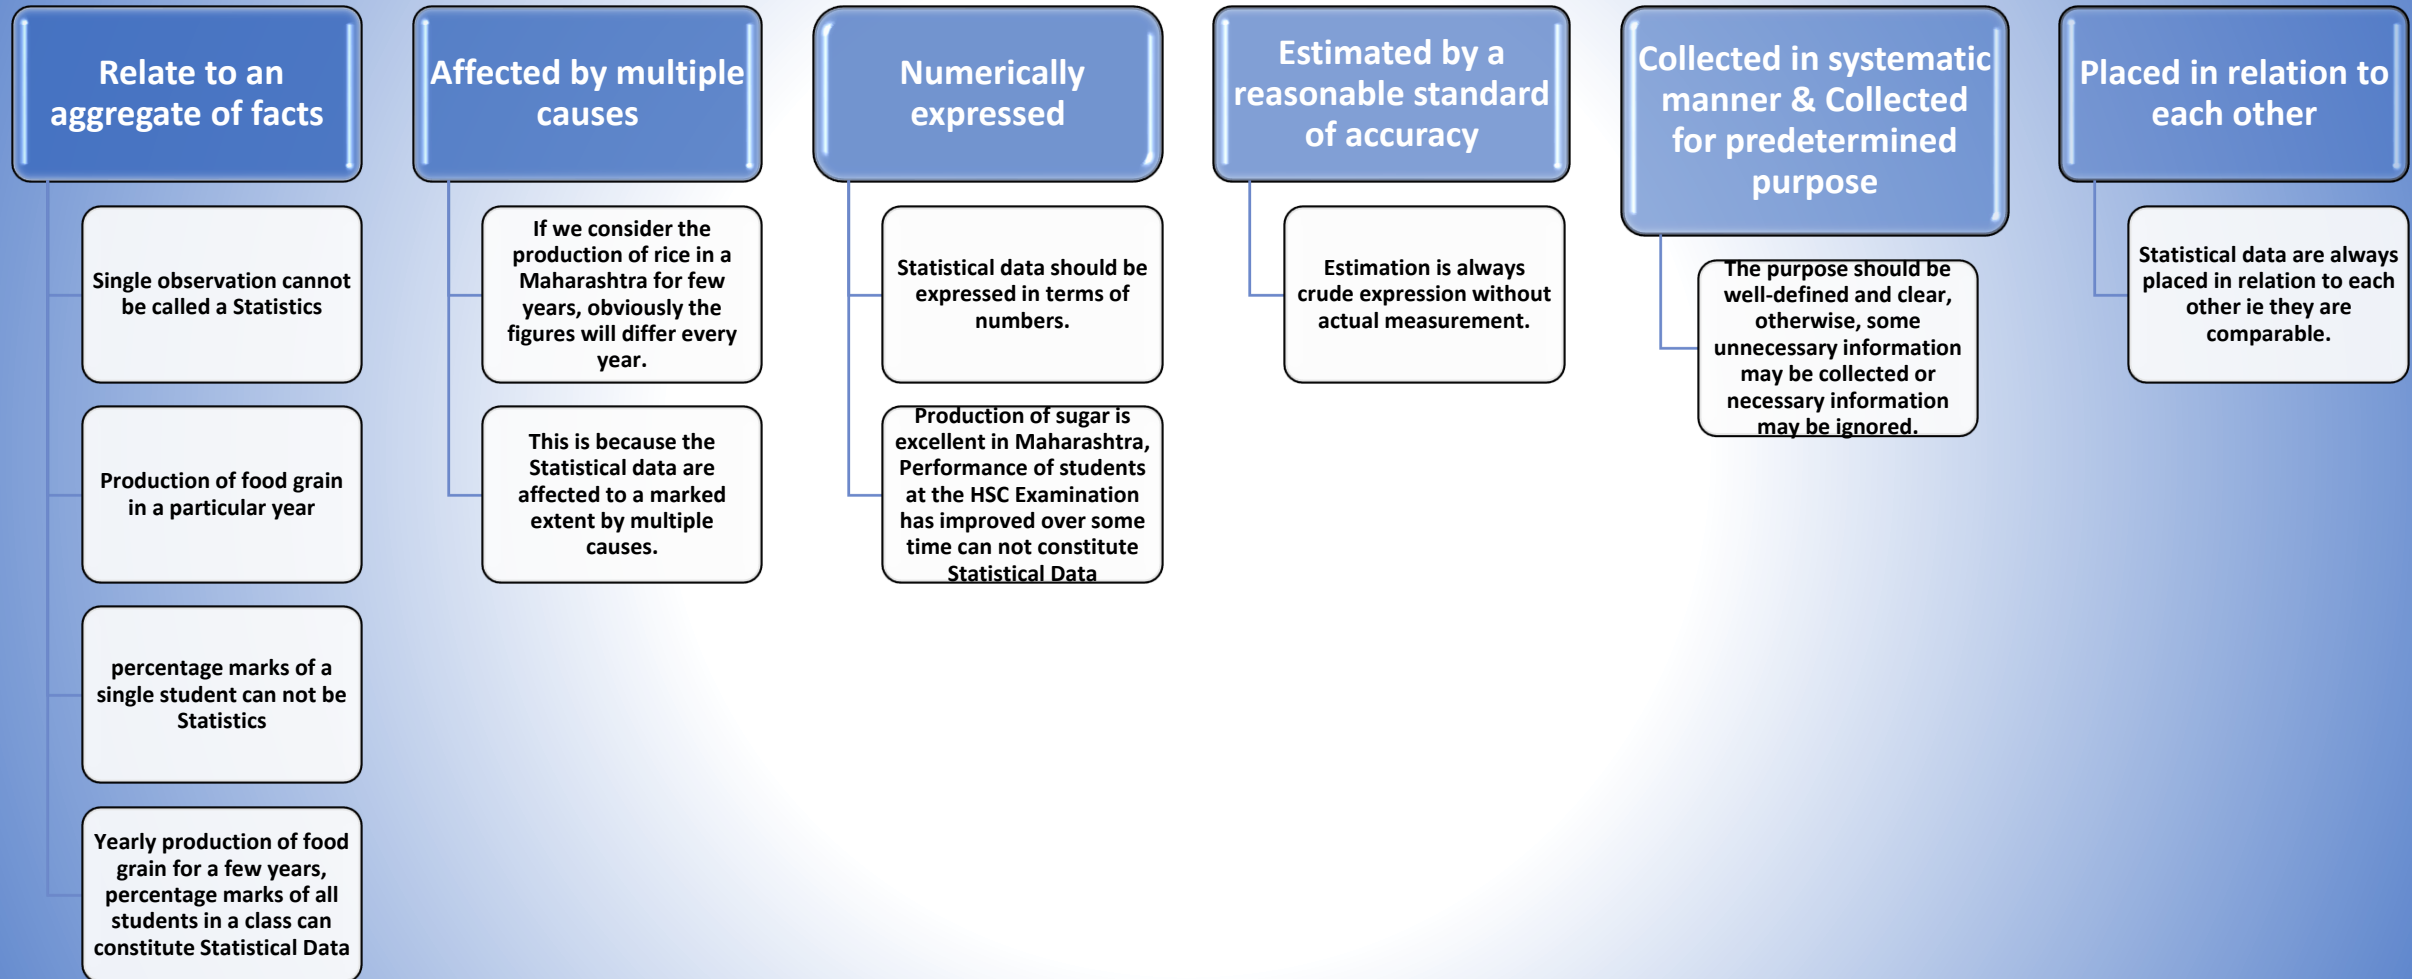 Relate to an
aggregate of facts
Single observation cannot
be called a Statistics
Production of food grain
in a particular year
percentage marks of a
single student can not be
Statistics
Yearly production of food
grain for a few years,
percentage marks of all
students in a class can
constitute Statistical Data
Affected by multiple
causes
If we consider the
production of rice in a
Maharashtra for few
years, obviously the
figures will differ every
year.
This is because the
Statistical data are
affected to a marked
extent by multiple
causes.
Numerically
expressed
Statistical data should be
expressed in terms of
numbers.
Production of sugar is
excellent in Maharashtra,
Performance of students
at the HSC Examination
has improved over some
time can not constitute
Statistical Data
Estimated by a
reasonable standard
of accuracy
Estimation is always
crude expression without
actual measurement.
Collected in systematic
manner & Collected
for predetermined
purpose
The purpose should be
well-defined and clear,
otherwise, some
unnecessary information
may be collected or
necessary information
may be ignored.
Placed in relation to
each other
Statistical data are always
placed in relation to each
other ie they are
comparable.